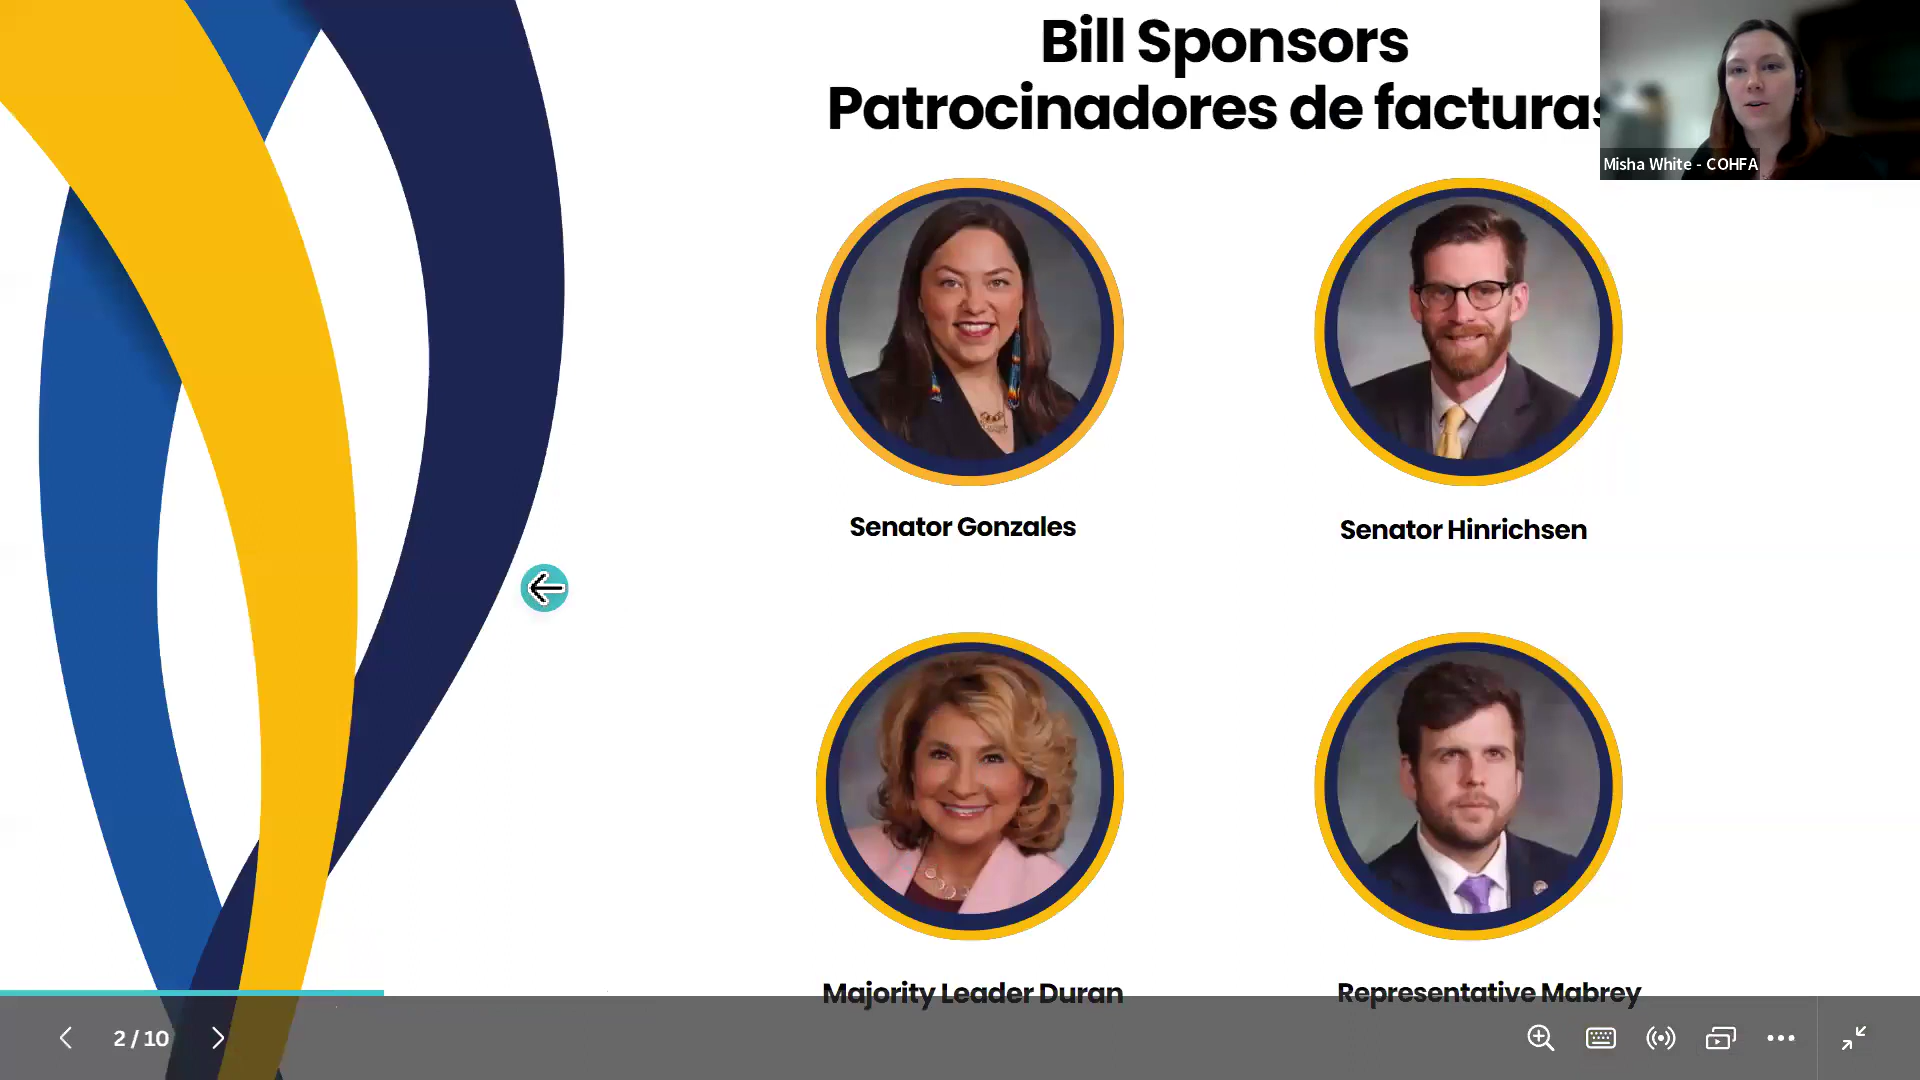 Bill Sponsors
Patrocinadores de facturas
Misha White - COHFA
Senator Gonzales
Senator Hinrichsen
Majority Leader Duran
Representative Mabrey
2 / 10